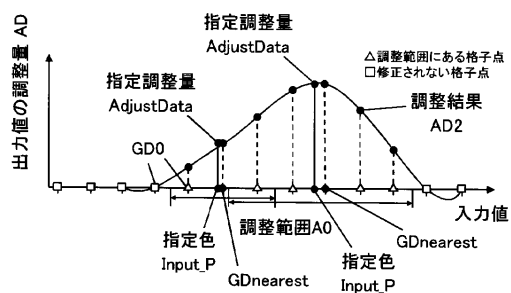 出力値の調整量 AD
指定調整量
AdjustData
指定調整量
AdjustData
△調整範囲にある格子点
□修正されない格子点
調整結果
AD2
GD0
入力値
指定色
Input_P
調整範囲A0
GDnearest
指定色
Input_P
GDnearest